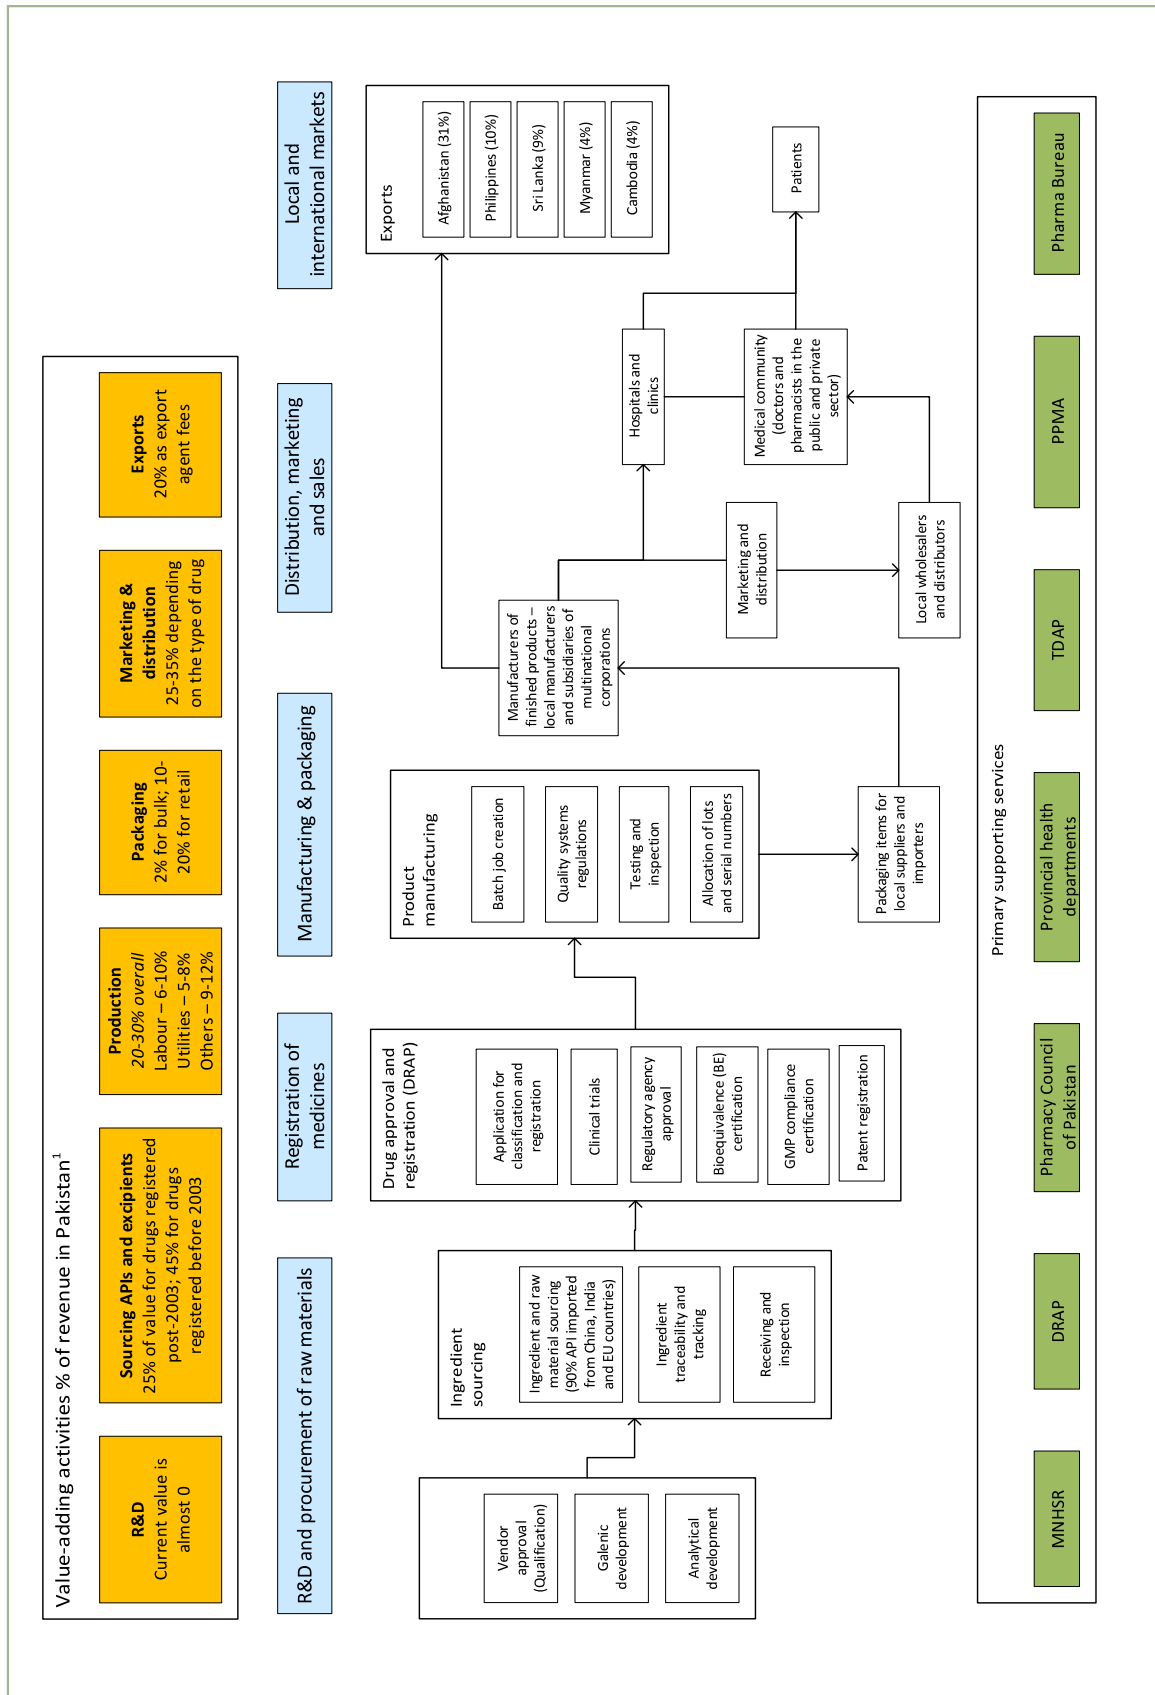 Value-adding activities % of revenue in Pakistan1
R&D
Current value is
almost 0
Sourcing APIs and excipients
25% of value for drugs registered
post-2003; 45% for drugs
registered before 2003
Production
20-30% overall
Labour – 6-10%
Utilities – 5-8%
Others – 9-12%
Packaging
2% for bulk; 10-
20% for retail
Marketing &
distribution
25-35% depending
on the type of drug
Exports
20% as export
agent fees
R&D and procurement of raw materials
Registration of
medicines
Manufacturing & packaging
Distribution, marketing
and sales
Local and
international markets
Vendor
approval
(Qualification)
Galenic
development
Analytical
development
Ingredient
sourcing
Ingredient and raw
material sourcing
(90% API imported
from China, India
and EU countries)
Ingredient
traceability and
tracking
Receiving and
inspection
Drug approval and
registration (DRAP)
Application for
classification and
registration
Clinical trials
Regulatory agency
approval
Bioequivalence (BE)
certification
GMP compliance
certification
Patent registration
Product
manufacturing
Batch job creation
Quality systems
regulations
Testing and
inspection
Allocation of lots
and serial numbers
Packaging items for
local suppliers and
importers
Manufacturers of
finished products –
local manufacturers
and subsidiaries of
multinational
corporations
Marketing and
distribution
Local wholesalers
and distributors
Hospitals and
clinics
Medical community
(doctors and
pharmacists in the
public and private
sector)
Exports
Afghanistan (31%)
Philippines (10%)
Sri Lanka (9%)
Myanmar (4%)
Cambodia (4%)
Patients
Primary supporting services
MNHSR
DRAP
Pharmacy Council
of Pakistan
Provincial health
departments
TDAP
PPMA
Pharma Bureau